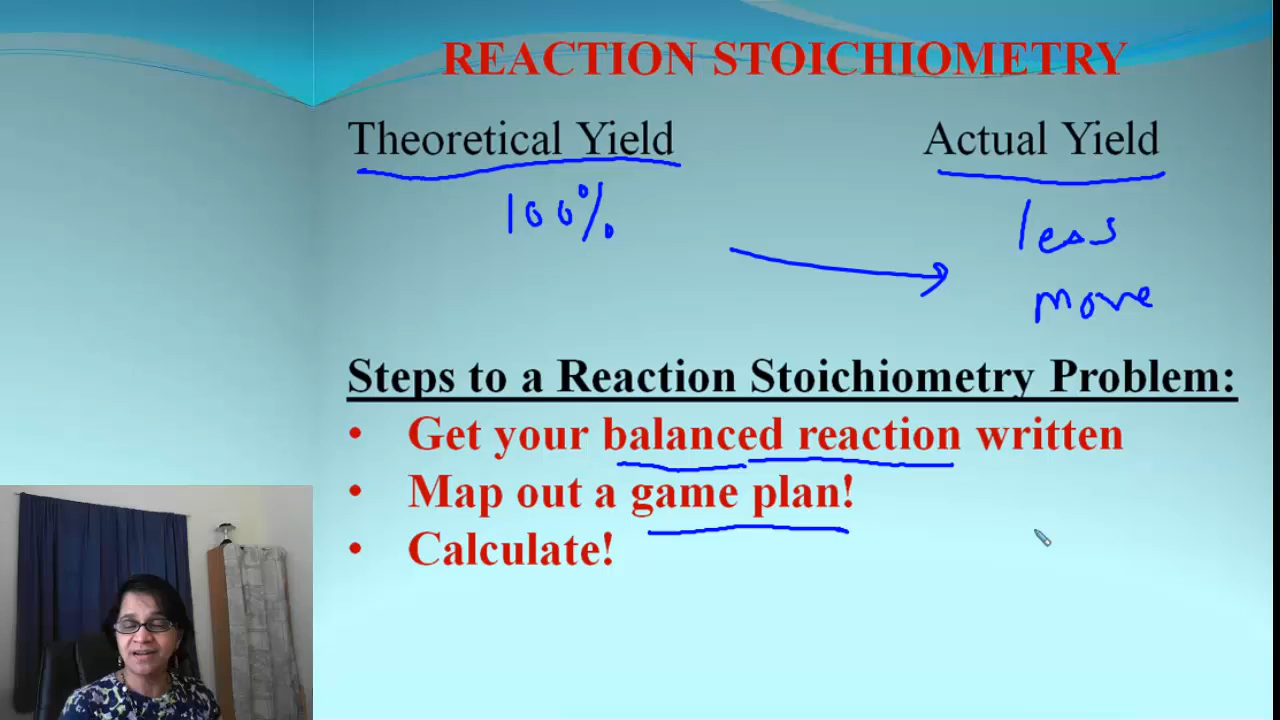 REACTION STOICHIOMETRY
Theoretical Yield Actual Yield
100% less
more
Steps to a Reaction Stoichiometry Problem:
• Get your balanced reaction written
• Map out a game plan!
• Calculate!